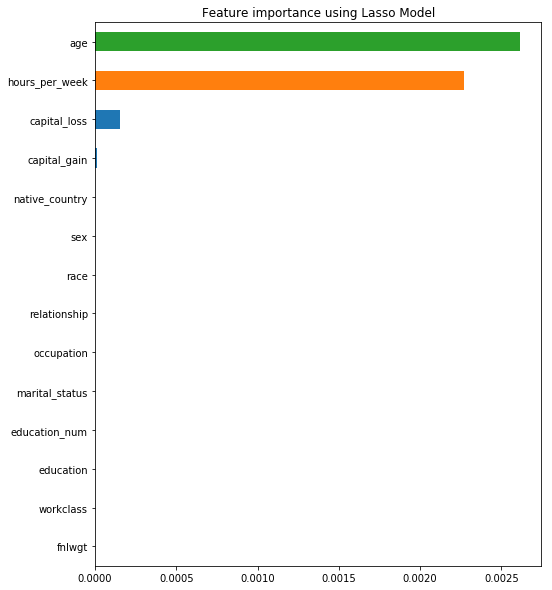 Feature importance using Lasso Model
age
hours_per_week
capital_loss
capital_gain
native_country
sex
race
relationship
occupation
marital_status
education_num
education
workclass
fnlwgt
0.0000 0.0005 0.0010 0.0015 0.0020 0.0025